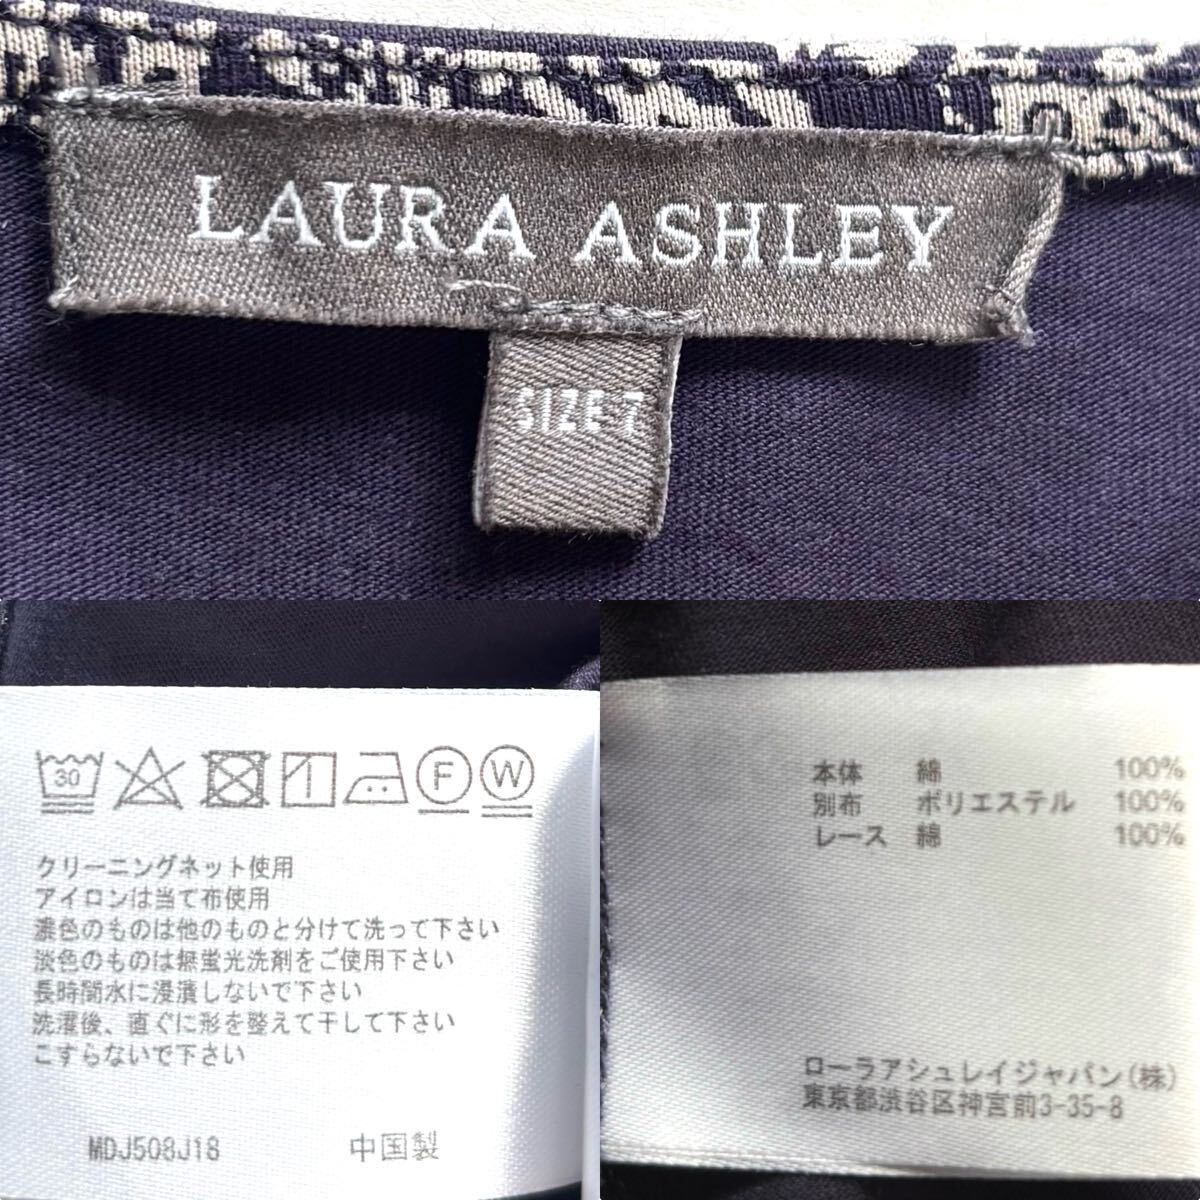 LAURA ASHLEY
SIZE 7
30 F W
クリーニングネット使用
アイロンは当て布使用
濃色のものは他のものと分けて洗って下さい
淡色のものは無蛍光洗剤をご使用下さい
長時間水に浸漬しないで下さい
洗濯後、直ぐに形を整えて干して下さい
こすらないで下さい
MDJ508J18 中国製
本体 綿 100%
別布 ポリエステル 100%
レース 綿 100%
ローラアシュレイジャパン(株)
東京都渋谷区神宮前3-35-8